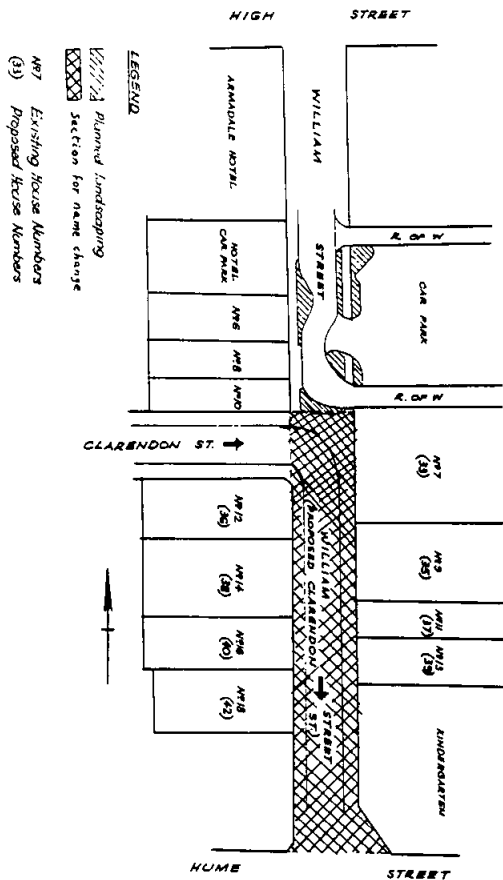 HIGH STREET
WILLIAM STREET
ARMADALE HOTEL
HOTEL
CAR PARK
Nº6
Nº8
Nº10
R. OF W
CAR PARK
R. OF W
CLARENDON ST.
Nº12
(36)
Nº14
(38)
Nº16
(40)
Nº18
(42)
WILLIAM STREET
(PROPOSED CLARENDON ST.)
Nº7
(33)
Nº9
(35)
Nº11
(37)
Nº13
(39)
KINDERGARTEN
HUME STREET
LEGEND
Planned landscaping
Section for name change
Nº7 Existing House Numbers
(33) Proposed House Numbers